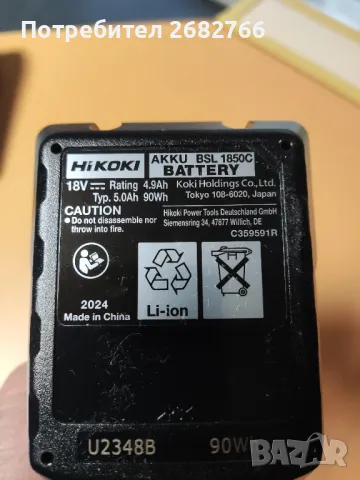 Потребител 2682766
HiKOKI
AKKU BSL 1850C
BATTERY
18V Rating 4.9Ah
Typ. 5.0Ah 90Wh
Koki Holdings Co.,Ltd.
Tokyo 108-6020, Japan
CAUTION
Do not disassemble nor
throw into fire.
Hikoki Power Tools Deutschland GmbH
Siemensring 34, 47877 Willich, DE
C359591R
2024
Made in China
Li-ion
U2348B 90W
BAZAR